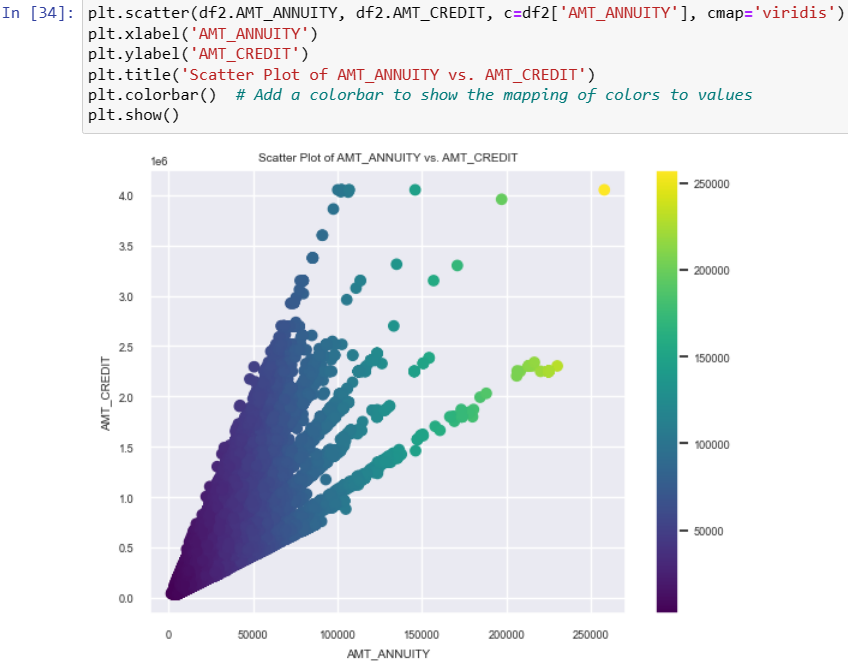 In [34]: plt.scatter(df2.AMT_ANNUITY, df2.AMT_CREDIT, c=df2['AMT_ANNUITY'], cmap='viridis')
plt.xlabel('AMT_ANNUITY')
plt.ylabel('AMT_CREDIT')
plt.title('Scatter Plot of AMT_ANNUITY vs. AMT_CREDIT')
plt.colorbar()  # Add a colorbar to show the mapping of colors to values
plt.show()
Scatter Plot of AMT_ANNUITY vs. AMT_CREDIT
1e6
4.0
3.5
3.0
2.5
2.0
1.5
1.0
0.5
0.0
AMT_CREDIT
0 50000 100000 150000 200000 250000
AMT_ANNUITY
250000
200000
150000
100000
50000